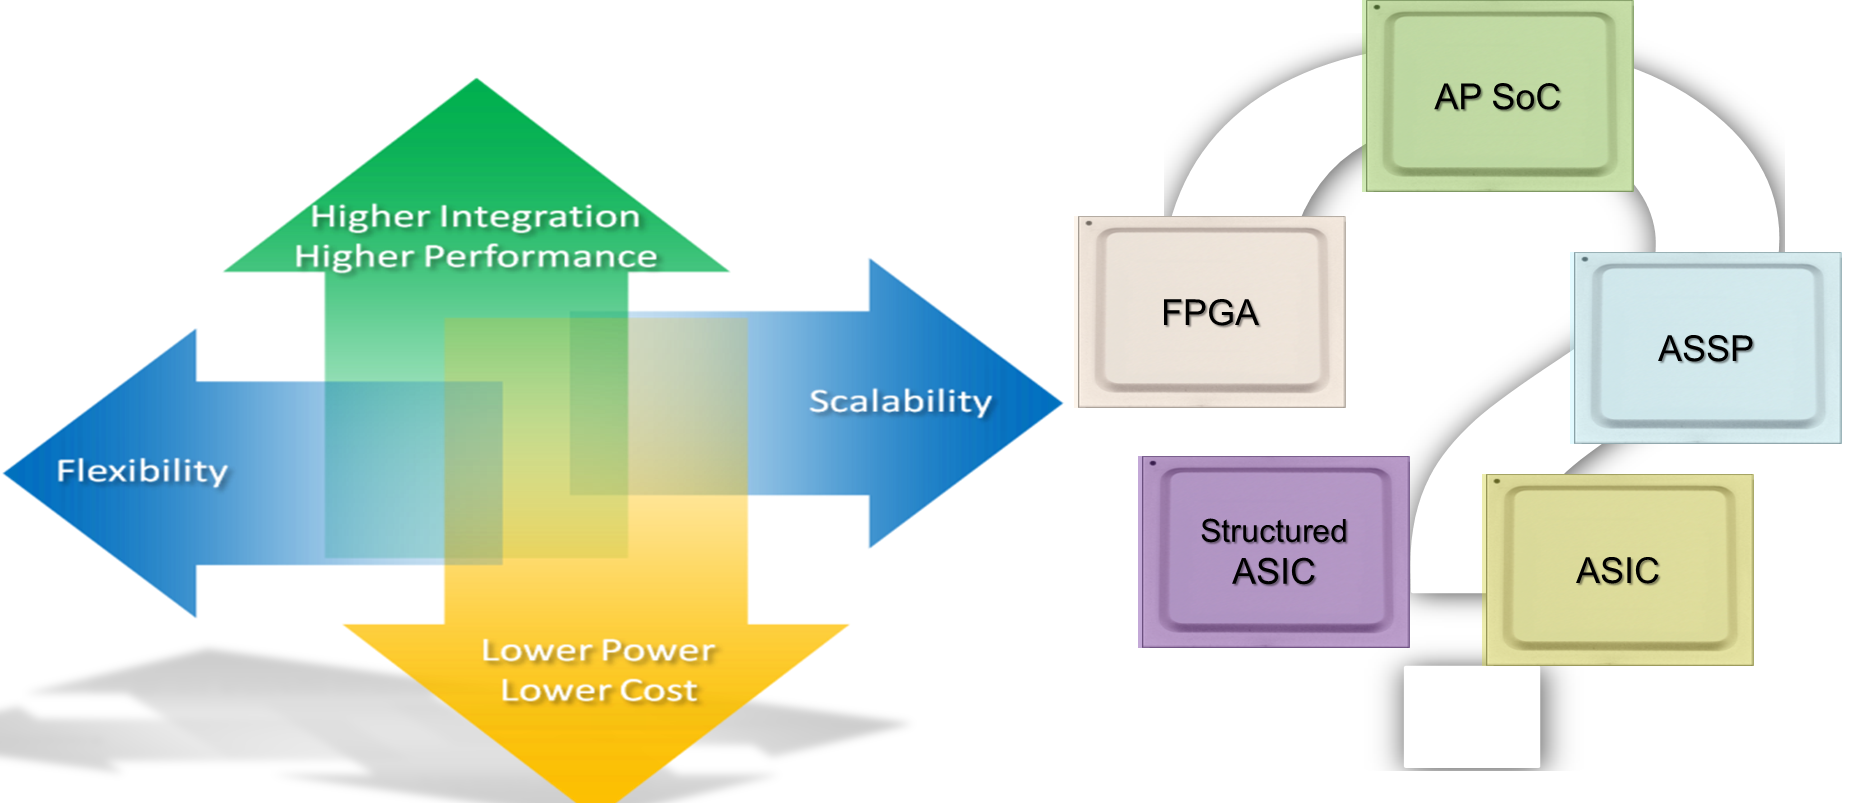 Higher Integration
Higher Performance
Scalability
Flexibility
Lower Power
Lower Cost
AP SoC
FPGA
ASSP
Structured
ASIC
ASIC